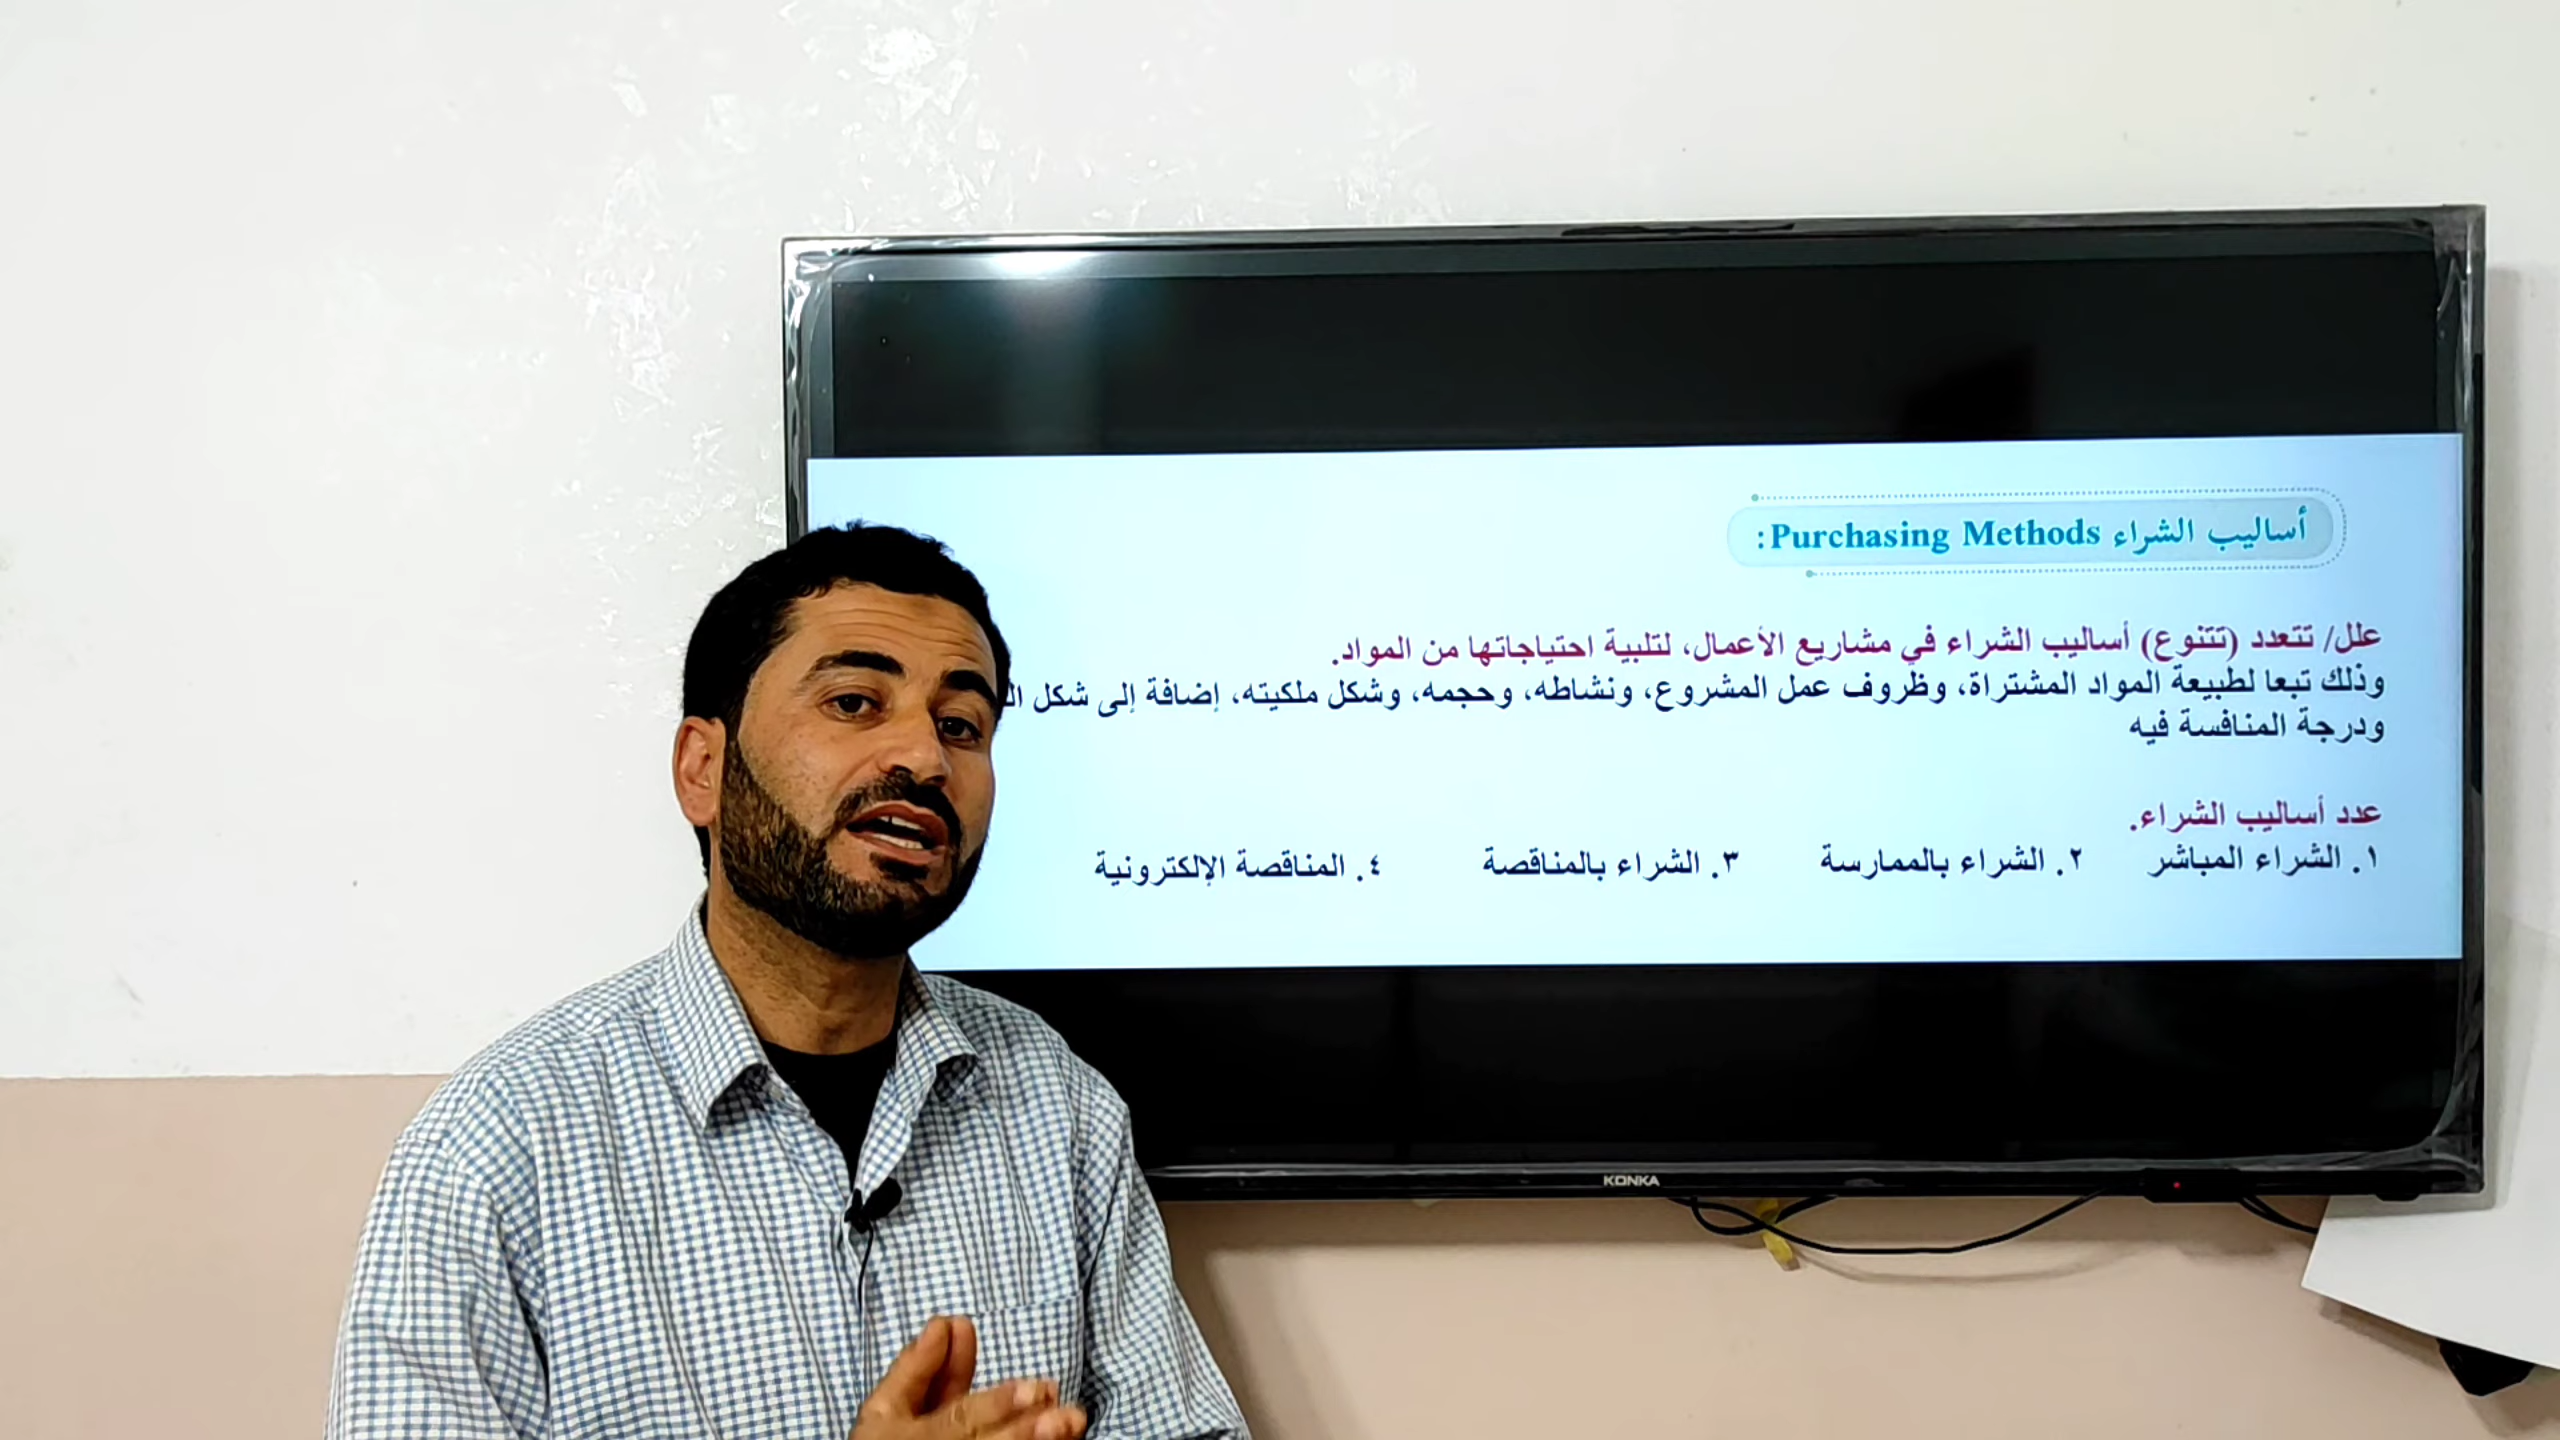 أساليب الشراء Purchasing Methods:
علل/ تتعدد (تتنوع) أساليب الشراء في مشاريع الأعمال، لتلبية احتياجاتها من المواد.
وذلك تبعا لطبيعة المواد المشتراة، وظروف عمل المشروع، ونشاطه، وحجمه، وشكل ملكيته، إضافة إلى شكل
ودرجة المنافسة فيه
عدد أساليب الشراء.
١. الشراء المباشر ٢. الشراء بالممارسة ٣. الشراء بالمناقصة ٤. المناقصة الإلكترونية
KONKA